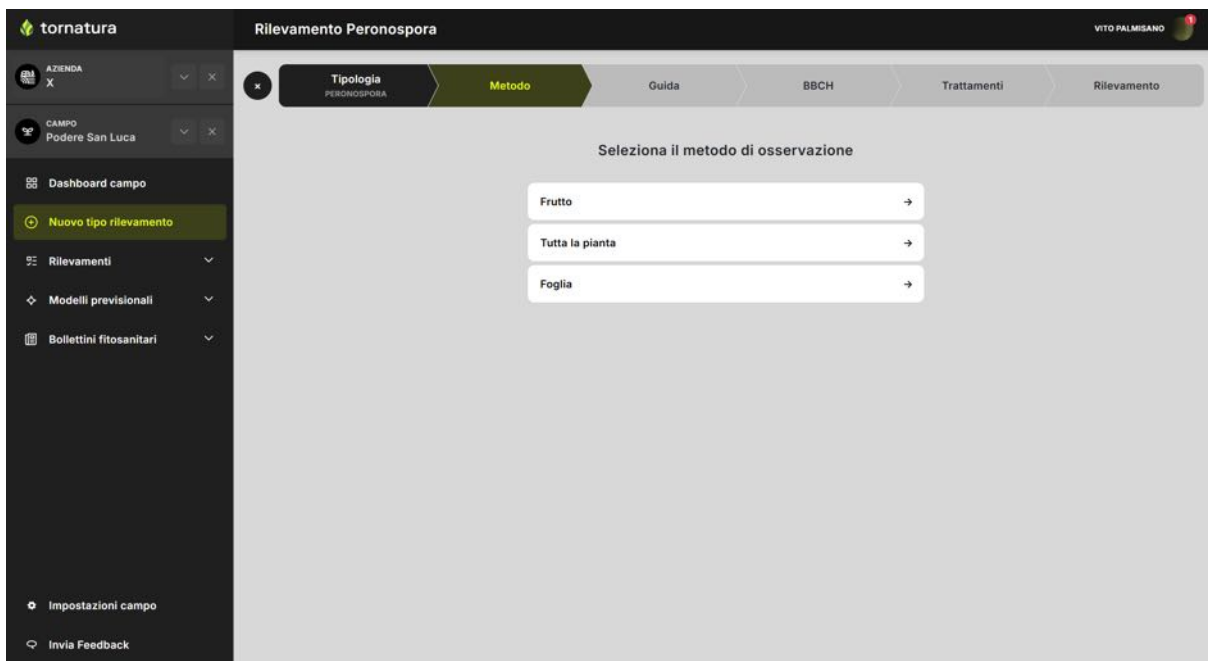 tornatura
Rilevamento Peronospora
VITO PALMISANO
1
AZIENDA
X
CAMPO
Podere San Luca
Dashboard campo
Nuovo tipo rilevamento
Rilevamenti
Modelli previsionali
Bollettini fitosanitari
Impostazioni campo
Invia Feedback
Tipologia
PERONOSPORA
Metodo
Guida
BBCH
Trattamenti
Rilevamento
Seleziona il metodo di osservazione
Frutto
Tutta la pianta
Foglia